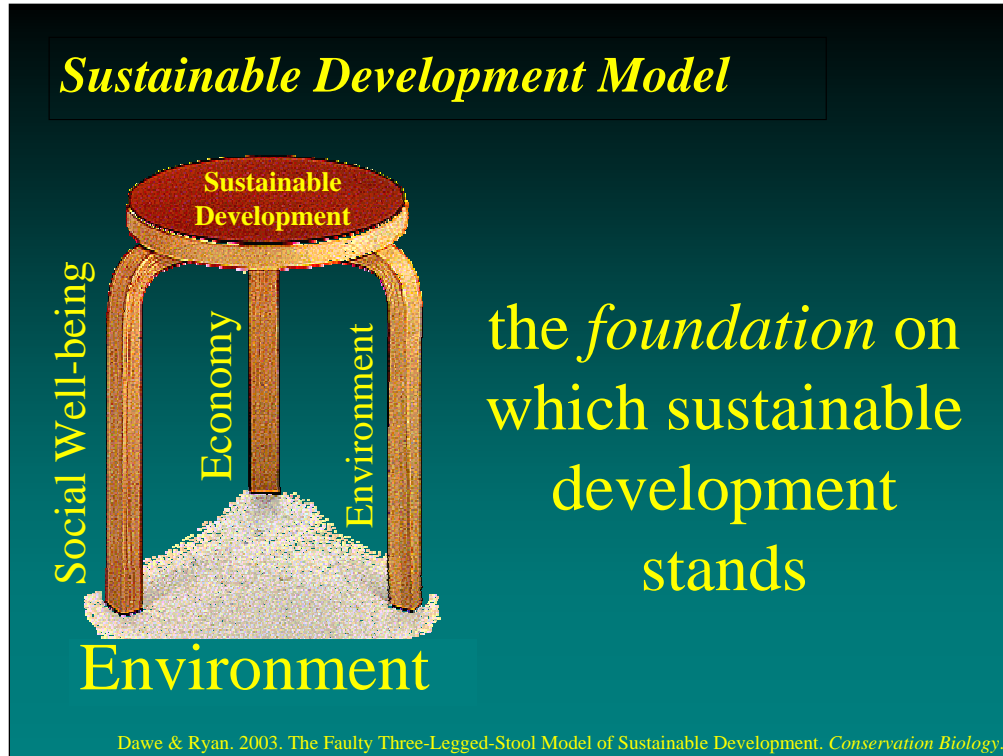 Sustainable Development Model
Sustainable
Development
Social Well-being
Economy
Environment
the foundation on
which sustainable
development
stands
Environment
Dawe & Ryan. 2003. The Faulty Three-Legged-Stool Model of Sustainable Development. Conservation Biology